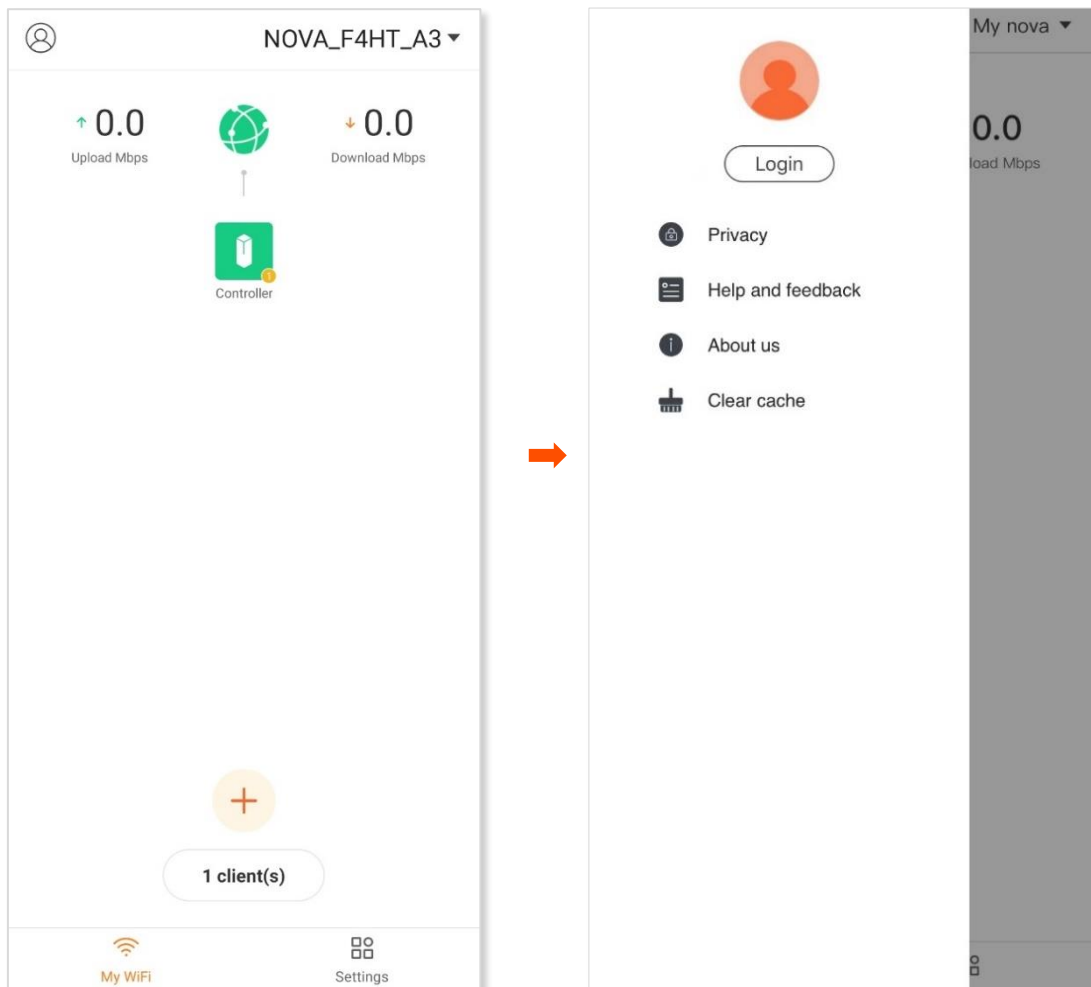 NOVA_F4HT_A3
0.0
Upload Mbps
0.0
Download Mbps
1
Controller
1 client(s)
My WiFi
Settings
My nova
Login
0.0
load Mbps
Privacy
Help and feedback
About us
Clear cache